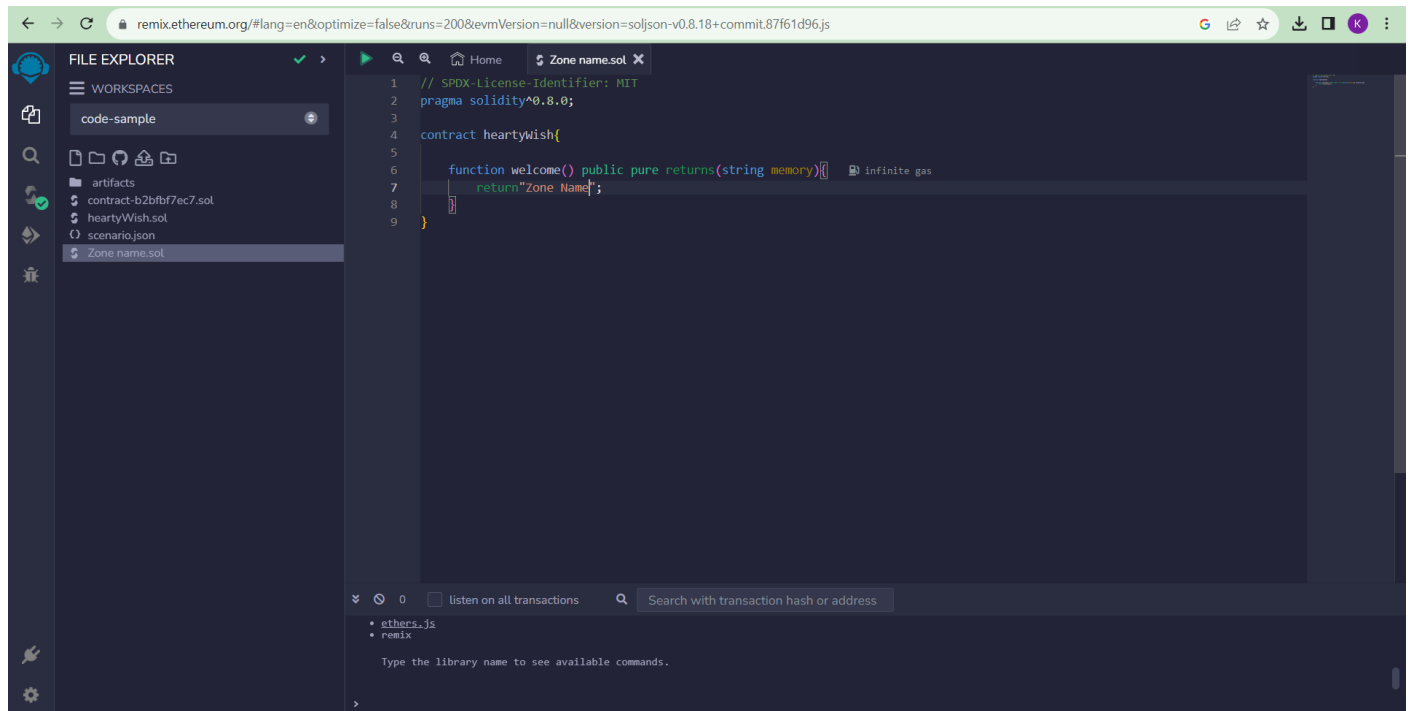 remix.ethereum.org/#lang=en&optimize=false&runs=200&evmVersion=null&version=soljson-v0.8.18+commit.87f61d96.js
G
K
FILE EXPLORER
WORKSPACES
code-sample
artifacts
contract-b2bfbf7ec7.sol
heartyWish.sol
scenario.json
Zone name.sol
Home
Zone name.sol
1 // SPDX-License-Identifier: MIT
2 pragma solidity^0.8.0;
3
4 contract heartyWish{
5
6 function welcome() public pure returns(string memory){ infinite gas
7 return"Zone Name";
8 }
9 }
0 listen on all transactions Search with transaction hash or address
• ethers.js
• remix
Type the library name to see available commands.
>